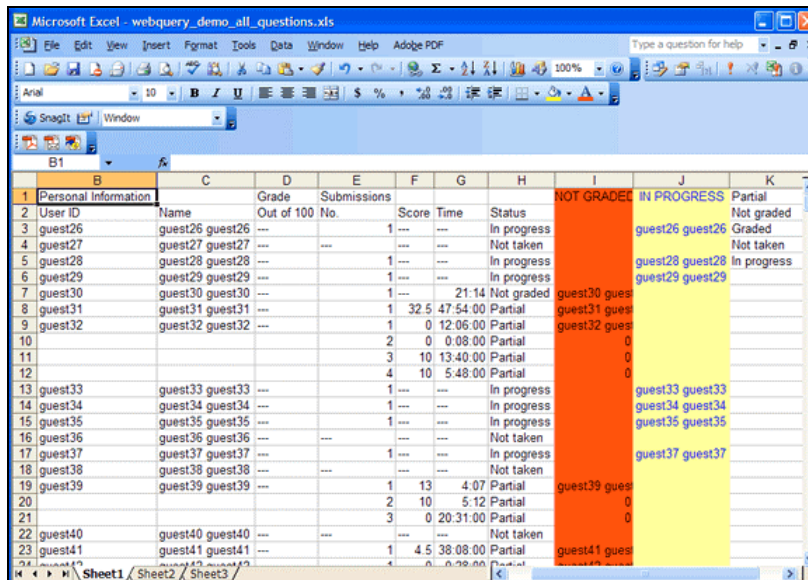 Microsoft Excel - webquery_demo_all_questions.xls
File Edit View Insert Format Tools Data Window Help Adobe PDF Type a question for help
100%
Arial 10 B I U $ % ,
SnagIt Window
B1 fx
B C D E F G H I J K
1 Personal Information Grade Submissions NOT GRADED IN PROGRESS Partial
2 User ID Name Out of 100 No. Score Time Status Not graded
3 guest26 guest26 guest26 --- 1 --- --- In progress guest26 guest26 Graded
4 guest27 guest27 guest27 --- --- --- --- Not taken Not taken
5 guest28 guest28 guest28 --- 1 --- --- In progress guest28 guest28 In progress
6 guest29 guest29 guest29 --- 1 --- --- In progress guest29 guest29
7 guest30 guest30 guest30 --- 1 --- 21:14 Not graded guest30 gues
8 guest31 guest31 guest31 --- 1 32.5 47:54:00 Partial guest31 gues
9 guest32 guest32 guest32 --- 1 0 12:06:00 Partial guest32 gues
10 2 0 0:08:00 Partial 0
11 3 10 13:40:00 Partial 0
12 4 10 5:48:00 Partial 0
13 guest33 guest33 guest33 --- 1 --- --- In progress guest33 guest33
14 guest34 guest34 guest34 --- 1 --- --- In progress guest34 guest34
15 guest35 guest35 guest35 --- 1 --- --- In progress guest35 guest35
16 guest36 guest36 guest36 --- --- --- --- Not taken
17 guest37 guest37 guest37 --- 1 --- --- In progress guest37 guest37
18 guest38 guest38 guest38 --- --- --- --- Not taken
19 guest39 guest39 guest39 --- 1 13 4:07 Partial guest39 gues
20 2 10 5:12 Partial 0
21 3 0 20:31:00 Partial 0
22 guest40 guest40 guest40 --- --- --- --- Not taken
23 guest41 guest41 guest41 --- 1 4.5 38:08:00 Partial guest41 gues
Sheet1 Sheet2 Sheet3